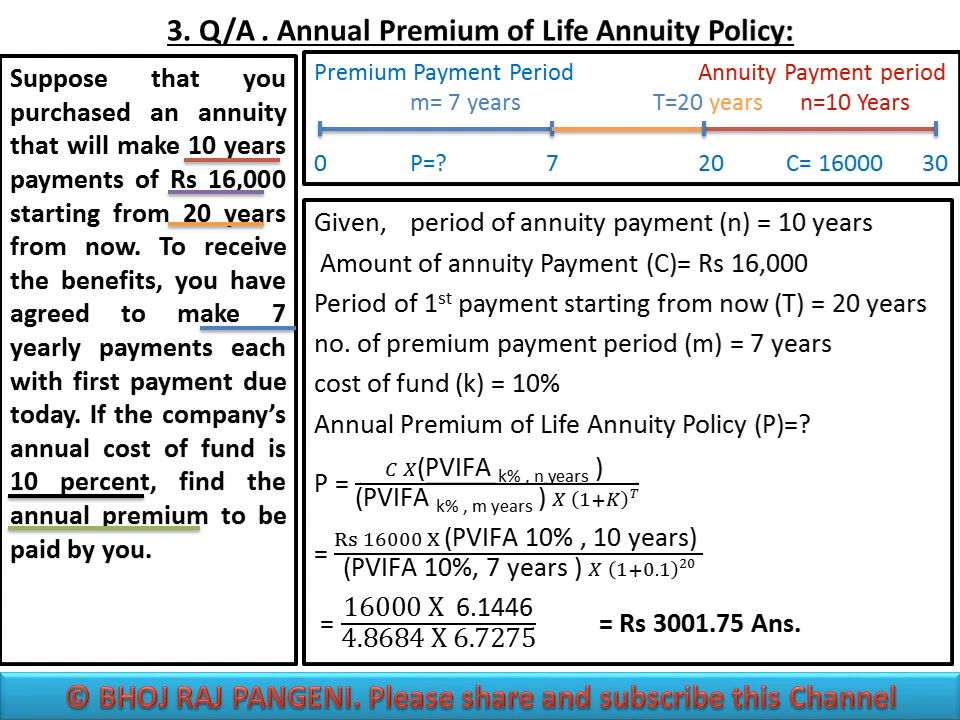 3. Q/A . Annual Premium of Life Annuity Policy:
Suppose that you
purchased an annuity
that will make 10 years
payments of Rs 16,000
starting from 20 years
from now. To receive
the benefits, you have
agreed to make 7
yearly payments each
with first payment due
today. If the company's
annual cost of fund is
10 percent, find the
annual premium to be
paid by you.
Premium Payment Period Annuity Payment period
m= 7 years T=20 years n=10 Years
0 P=? 7 20 C= 16000 30
Given, period of annuity payment (n) = 10 years
Amount of annuity Payment (C)= Rs 16,000
Period of 1st payment starting from now (T) = 20 years
no. of premium payment period (m) = 7 years
cost of fund (k) = 10%
Annual Premium of Life Annuity Policy (P)=?
P = C X(PVIFA k% , n years )
(PVIFA k% , m years ) X (1+K)^T
= Rs 16000 X (PVIFA 10% , 10 years)
(PVIFA 10%, 7 years ) X (1+0.1)^20
= 16000 X 6.1446 = Rs 3001.75 Ans.
4.8684 X 6.7275
© BHOJ RAJ PANGENI. Please share and subscribe this Channel